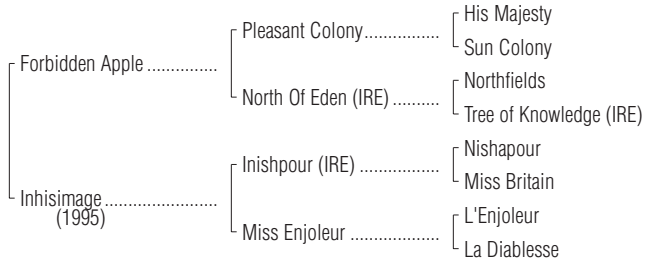 His Majesty
Pleasant Colony................
Sun Colony
Forbidden Apple ...............
Northfields
North Of Eden (IRE) ..........
Tree of Knowledge (IRE)
Nishapour
Inishpour (IRE) .................
Miss Britain
Inhisimage ........................
(1995)
L'Enjoleur
Miss Enjoleur ...................
La Diablesse